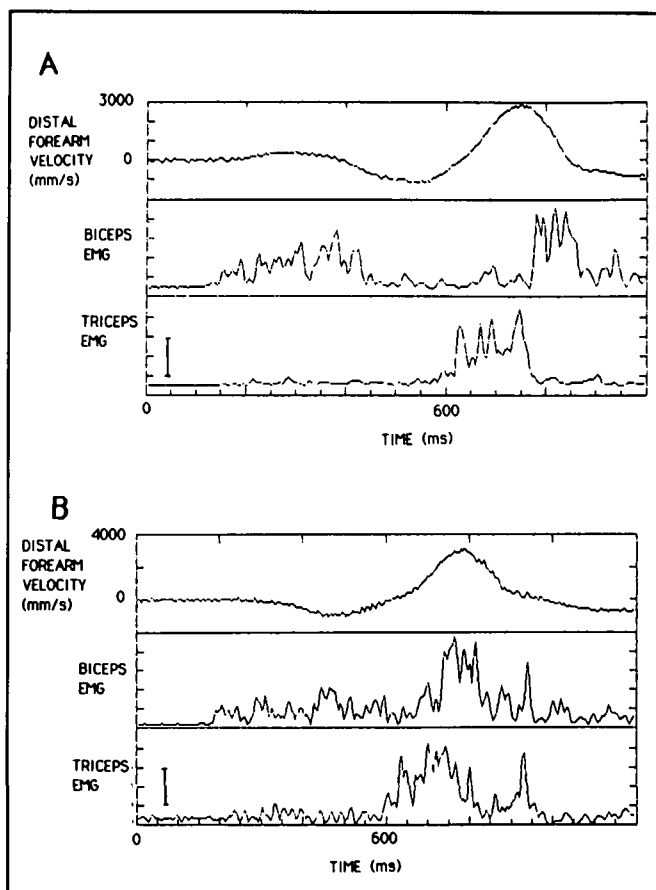 A
3000
DISTAL
FOREARM
VELOCITY
(mm/s)
0
BICEPS
EMG
TRICEPS
EMG
0
600
TIME (ms)
B
4000
DISTAL
FOREARM
VELOCITY
(mm/s)
0
BICEPS
EMG
TRICEPS
EMG
0
600
TIME (ms)